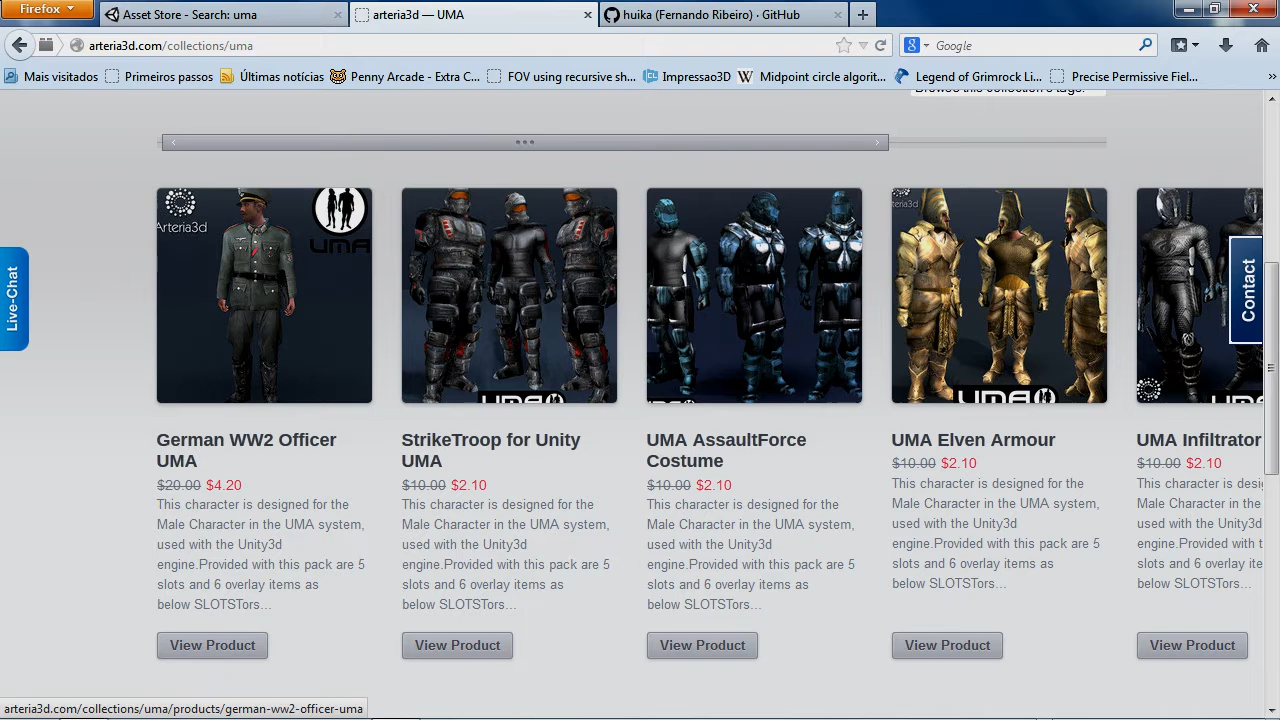 Firefox
Asset Store - Search: uma
arteria3d — UMA
huika (Fernando Ribeiro) · GitHub
arteria3d.com/collections/uma
Google
Mais visitados
Primeiros passos
Últimas notícias
Penny Arcade - Extra C...
FOV using recursive sh...
Impressão3D
Midpoint circle algorit...
Legend of Grimrock Li...
Precise Permissive Fiel...
»
Browse this collection's tags:
Live-Chat
Contact
Arteria3d
UMA
UMA
UMA
Arteria3d
UMA
German WW2 Officer
UMA
$20.00 $4.20
This character is designed for the
Male Character in the UMA system,
used with the Unity3d
engine.Provided with this pack are 5
slots and 6 overlay items as
below SLOTSTors...
View Product
StrikeTroop for Unity
UMA
$10.00 $2.10
This character is designed for the
Male Character in the UMA system,
used with the Unity3d
engine.Provided with this pack are 5
slots and 6 overlay items as
below SLOTSTors...
View Product
UMA AssaultForce
Costume
$10.00 $2.10
This character is designed for the
Male Character in the UMA system,
used with the Unity3d
engine.Provided with this pack are 5
slots and 6 overlay items as
below SLOTSTors...
View Product
UMA Elven Armour
$10.00 $2.10
This character is designed for the
Male Character in the UMA system,
used with the Unity3d
engine.Provided with this pack are 5
slots and 6 overlay items as
below SLOTSTors...
View Product
UMA Infiltrator
$10.00 $2.10
This character is
Male Character in the
used with the Unity3d
engine.Provided with
slots and 6 overlay
below SLOTSTors...
View Product
arteria3d.com/collections/uma/products/german-ww2-officer-uma